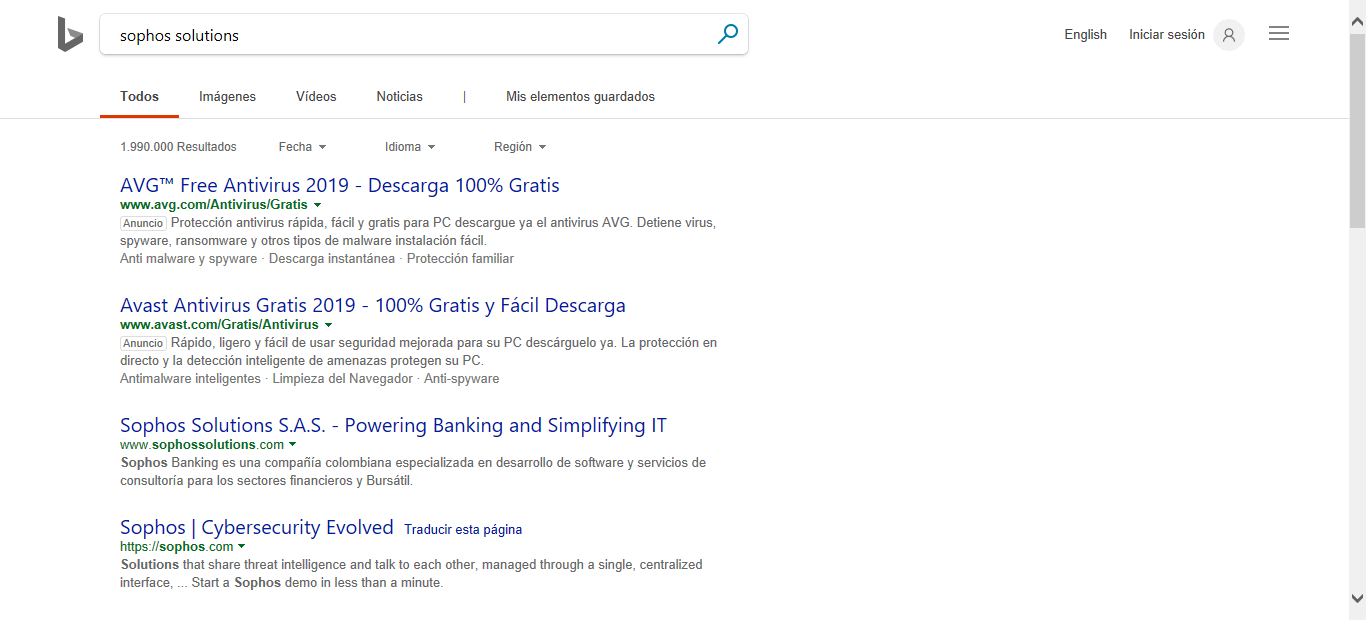 sophos solutions
English Iniciar sesión
Todos Imágenes Vídeos Noticias | Mis elementos guardados
1.990.000 Resultados Fecha Idioma Región
AVG™ Free Antivirus 2019 - Descarga 100% Gratis
www.avg.com/Antivirus/Gratis
Anuncio Protección antivirus rápida, fácil y gratis para PC descargue ya el antivirus AVG. Detiene virus,
spyware, ransomware y otros tipos de malware instalación fácil.
Anti malware y spyware · Descarga instantánea · Protección familiar
Avast Antivirus Gratis 2019 - 100% Gratis y Fácil Descarga
www.avast.com/Gratis/Antivirus
Anuncio Rápido, ligero y fácil de usar seguridad mejorada para su PC descárguelo ya. La protección en
directo y la detección inteligente de amenazas protegen su PC.
Antimalware inteligentes · Limpieza del Navegador · Anti-spyware
Sophos Solutions S.A.S. - Powering Banking and Simplifying IT
www.sophossolutions.com
Sophos Banking es una compañía colombiana especializada en desarrollo de software y servicios de
consultoría para los sectores financieros y Bursátil.
Sophos | Cybersecurity Evolved Traducir esta página
https://sophos.com
Solutions that share threat intelligence and talk to each other, managed through a single, centralized
interface, ... Start a Sophos demo in less than a minute.